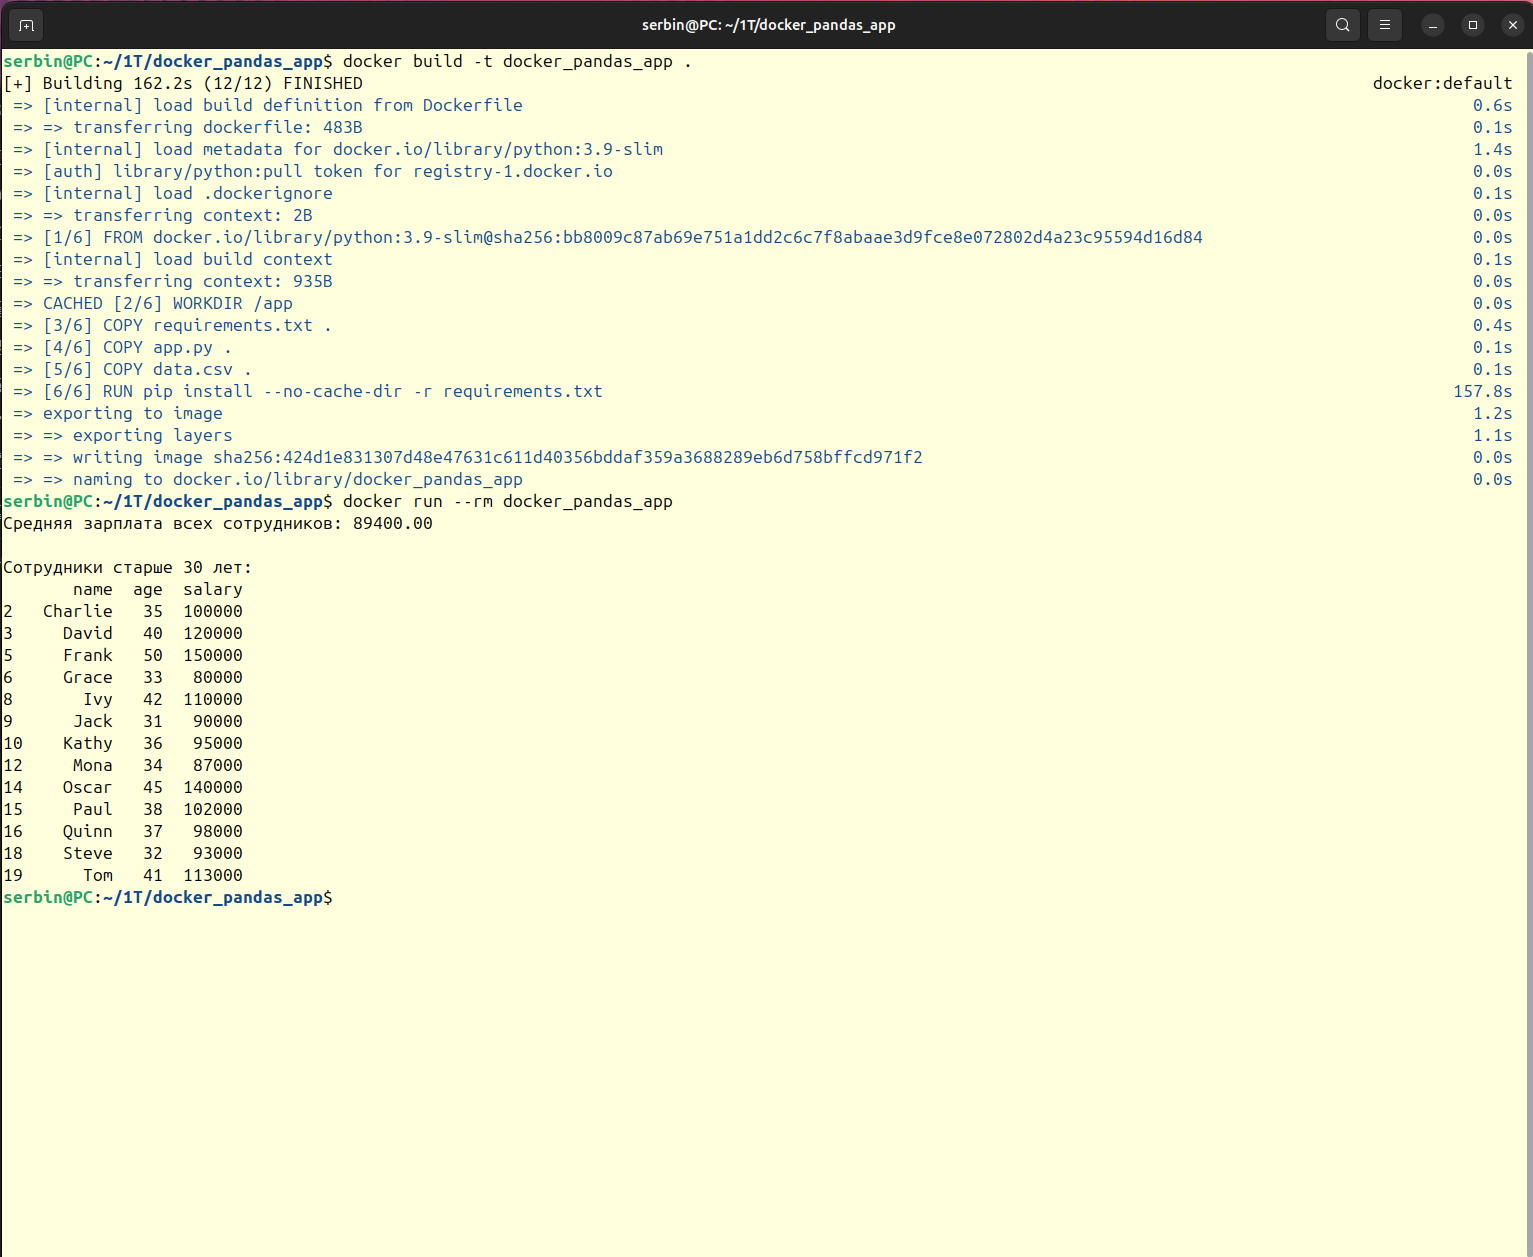 serbin@PC: ~/1T/docker_pandas_app
serbin@PC:~/1T/docker_pandas_app$ docker build -t docker_pandas_app .
[+] Building 162.2s (12/12) FINISHED docker:default
=> [internal] load build definition from Dockerfile 0.6s
=> => transferring dockerfile: 483B 0.1s
=> [internal] load metadata for docker.io/library/python:3.9-slim 1.4s
=> [auth] library/python:pull token for registry-1.docker.io 0.0s
=> [internal] load .dockerignore 0.1s
=> => transferring context: 2B 0.0s
=> [1/6] FROM docker.io/library/python:3.9-slim@sha256:bb8009c87ab69e751a1dd2c6c7f8abaae3d9fce8e072802d4a23c95594d16d84 0.0s
=> [internal] load build context 0.1s
=> => transferring context: 935B 0.0s
=> CACHED [2/6] WORKDIR /app 0.0s
=> [3/6] COPY requirements.txt . 0.4s
=> [4/6] COPY app.py . 0.1s
=> [5/6] COPY data.csv . 0.1s
=> [6/6] RUN pip install --no-cache-dir -r requirements.txt 157.8s
=> exporting to image 1.2s
=> => exporting layers 1.1s
=> => writing image sha256:424d1e831307d48e47631c611d40356bddaf359a3688289eb6d758bffcd971f2 0.0s
=> => naming to docker.io/library/docker_pandas_app 0.0s
serbin@PC:~/1T/docker_pandas_app$ docker run --rm docker_pandas_app
Средняя зарплата всех сотрудников: 89400.00
Сотрудники старше 30 лет:
name age salary
2 Charlie 35 100000
3 David 40 120000
5 Frank 50 150000
6 Grace 33 80000
8 Ivy 42 110000
9 Jack 31 90000
10 Kathy 36 95000
12 Mona 34 87000
14 Oscar 45 140000
15 Paul 38 102000
16 Quinn 37 98000
18 Steve 32 93000
19 Tom 41 113000
serbin@PC:~/1T/docker_pandas_app$